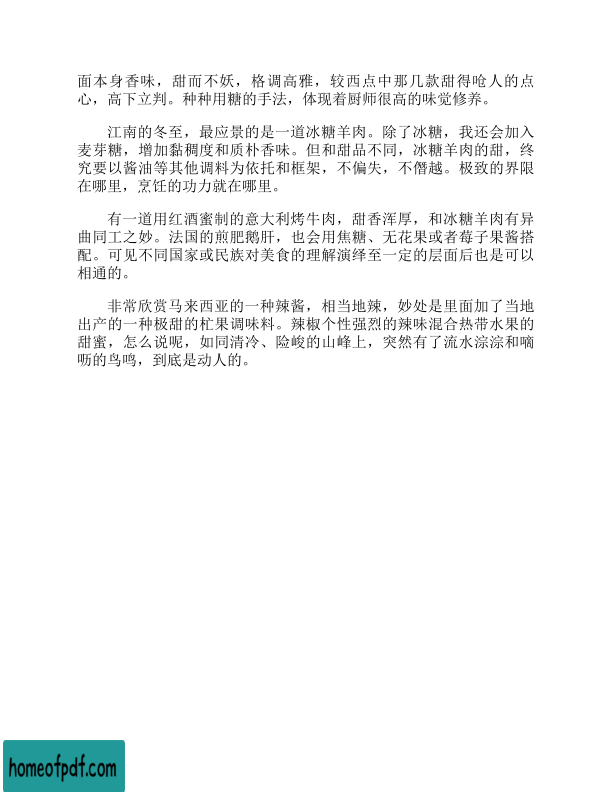 面本身香味，甜而不妖，格调高雅，较西点中那几款甜得呛人的点
心，高下立判。种种用糖的手法，体现着厨师很高的味觉修养。
江南的冬至，最应景的是一道冰糖羊肉。除了冰糖，我还会加入
麦芽糖，增加黏稠度和质朴香味。但和甜品不同，冰糖羊肉的甜，终
究要以酱油等其他调料为依托和框架，不偏失，不僭越。极致的界限
在哪里，烹饪的功力就在哪里。
有一道用红酒蜜制的意大利烤牛肉，甜香浑厚，和冰糖羊肉有异
曲同工之妙。法国的煎肥鹅肝，也会用焦糖、无花果或者莓子果酱搭
配。可见不同国家或民族对美食的理解演绎至一定的层面后也是可以
相通的。
非常欣赏马来西亚的一种辣酱，相当地辣，妙处是里面加了当地
出产的一种极甜的杧果调味料。辣椒个性强烈的辣味混合热带水果的
甜蜜，怎么说呢，如同清冷、险峻的山峰上，突然有了流水淙淙和嘀
呖的鸟鸣，到底是动人的。
homeofpdf.com